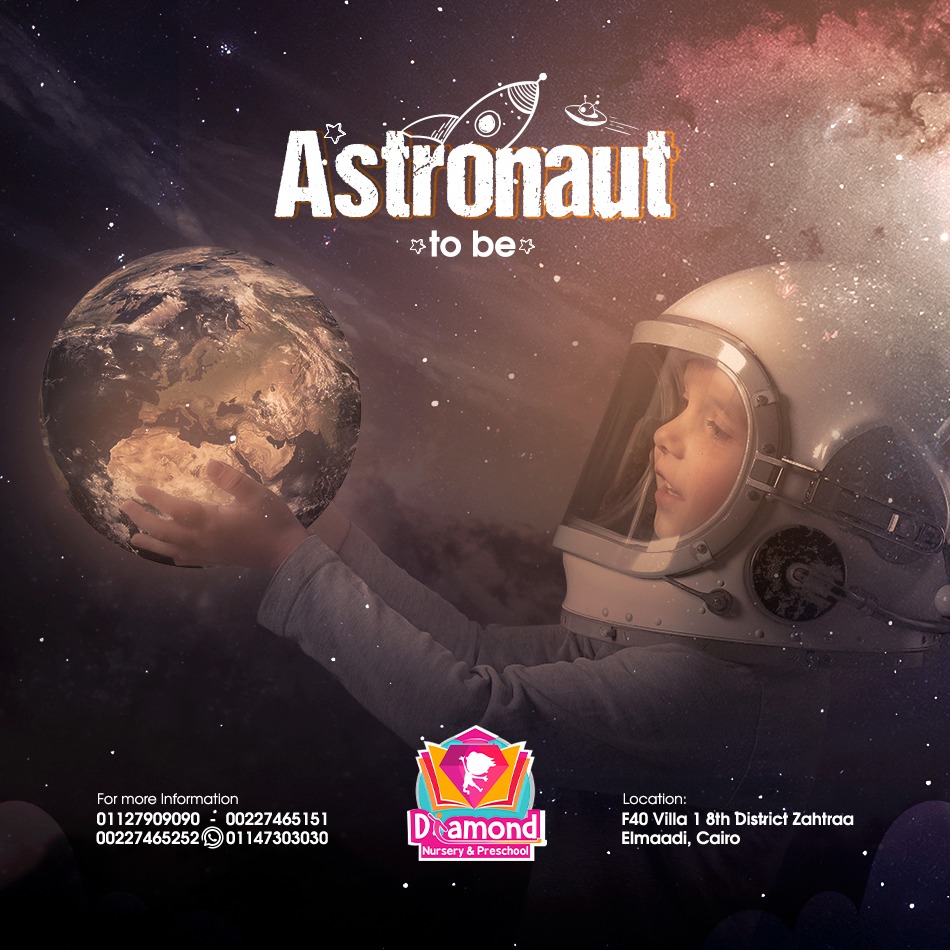 Astronaut
to be
For more Information
01127909090 - 00227465151
00227465252 01147303030
Diamond
Nursery & Preschool
Location:
F40 Villa 1 8th District Zahtraa
Elmaadi, Cairo